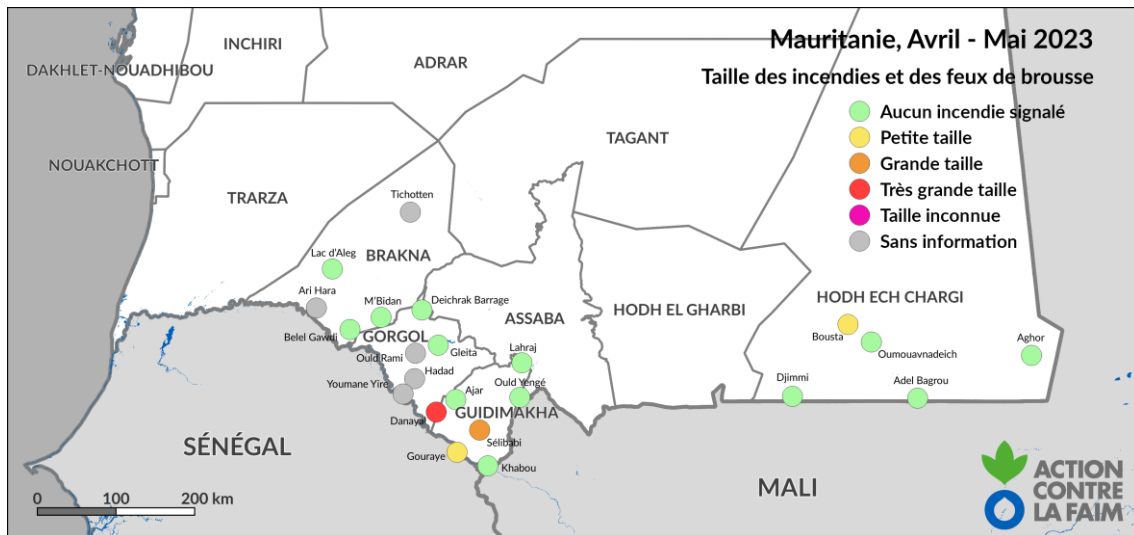 Mauritanie, Avril - Mai 2023
Taille des incendies et des feux de brousse
Aucun incendie signalé
Petite taille
Grande taille
Très grande taille
Taille inconnue
Sans information
INCHIRI
DAKHLET-NOUADHIBOU
ADRAR
TAGANT
NOUAKCHOTT
TRARZA
Tichotten
BRAKNA
Lac d'Aleg
Ari Hara
M'Bidan
Deichrak Barrage
HODH ECH CHARGI
HODH EL GHARBI
ASSABA
Belel Gawdi
GORGOL
Gleita
Ould Rami
Lahraj
Bousta
Oumouavnadeich
Aghor
Hadad
Youmane Yire
Ajar
Ould Yengé
Djimmi
Adel Bagrou
GUIDIMAKHA
Danayal
Sélibabi
Gouraye
Khabou
SÉNÉGAL
MALI
0 100 200 km
ACTION
CONTRE
LA FAIM